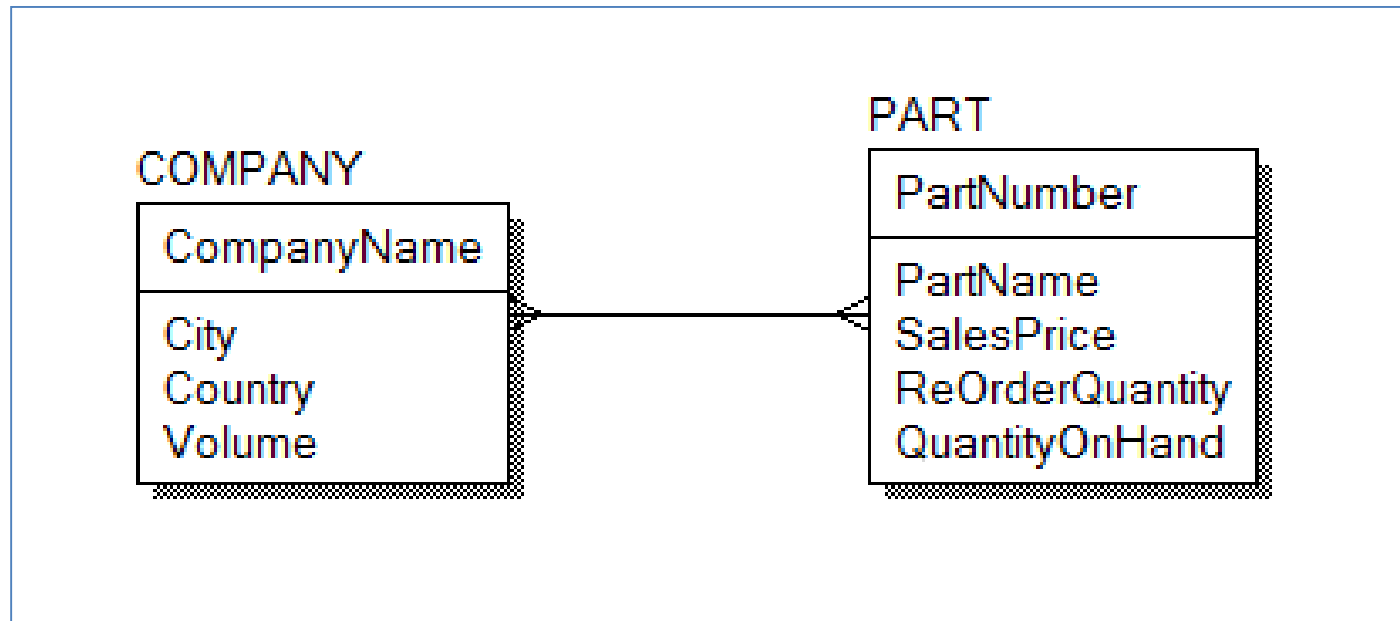 COMPANY
CompanyName
City
Country
Volume
PART
PartNumber
PartName
SalesPrice
ReOrderQuantity
QuantityOnHand